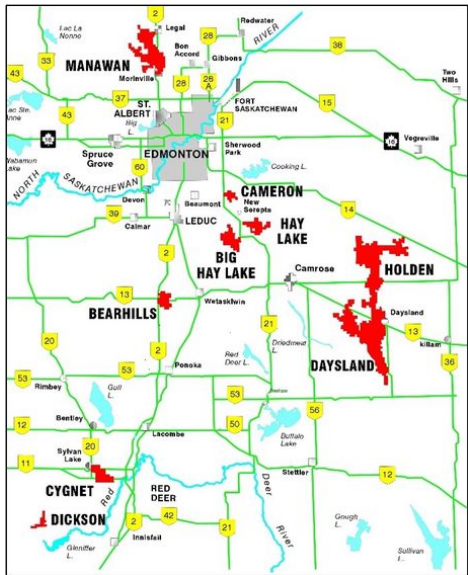 2
Legal
Redwater
RIVER
Lac La
Nonne
33
Bon
Accord
28
Gibbons
38
MANAWAN
43
Morinville
28
28
A
Two
Hills
37
ST.
ALBERT
FORT
SASKATCHEWAN
15
43
Big
L.
21
16
16
Vegreville
Spruce
Grove
EDMONTON
Sherwood
Park
60
Cooking L.
NORTH SASKATCHEWAN
Devon
Beaumont
CAMERON
New
Serepta
14
39
Calmar
LEDUC
HAY
LAKE
2
BIG
HAY LAKE
Camrose
HOLDEN
13
BEARHILLS
Wetaskiwin
Daysland
13
20
21
Driedmeat
L.
Killam
2
Red
Deer L.
DAYSLAND
36
53
53
Ponoka
Rimbey
Gull
L.
53
12
Bentley
50
56
Lacombe
Buffalo
Lake
20
Sylvan
Lake
11
Stettler
12
CYGNET
Red
RED
DEER
Deer
River
DICKSON
2
42
21
Gough
L.
Gleniffer
L.
Innisfail
Sullivan
L.